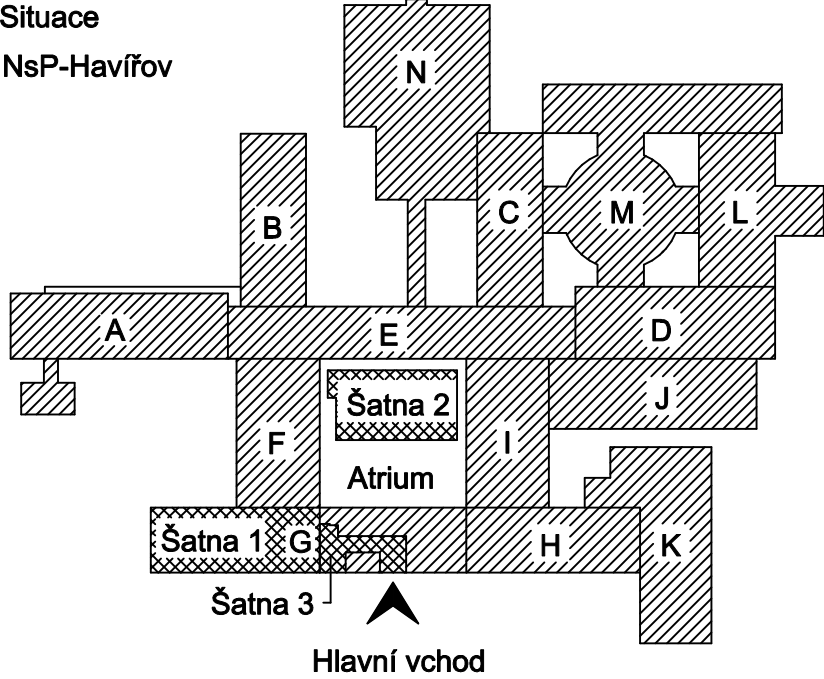 Situace
NsP-Havířov
N
B
C
M
L
A
E
D
Šatna 2
J
F
I
Atrium
Šatna 1
G
H
K
Šatna 3
Hlavní vchod